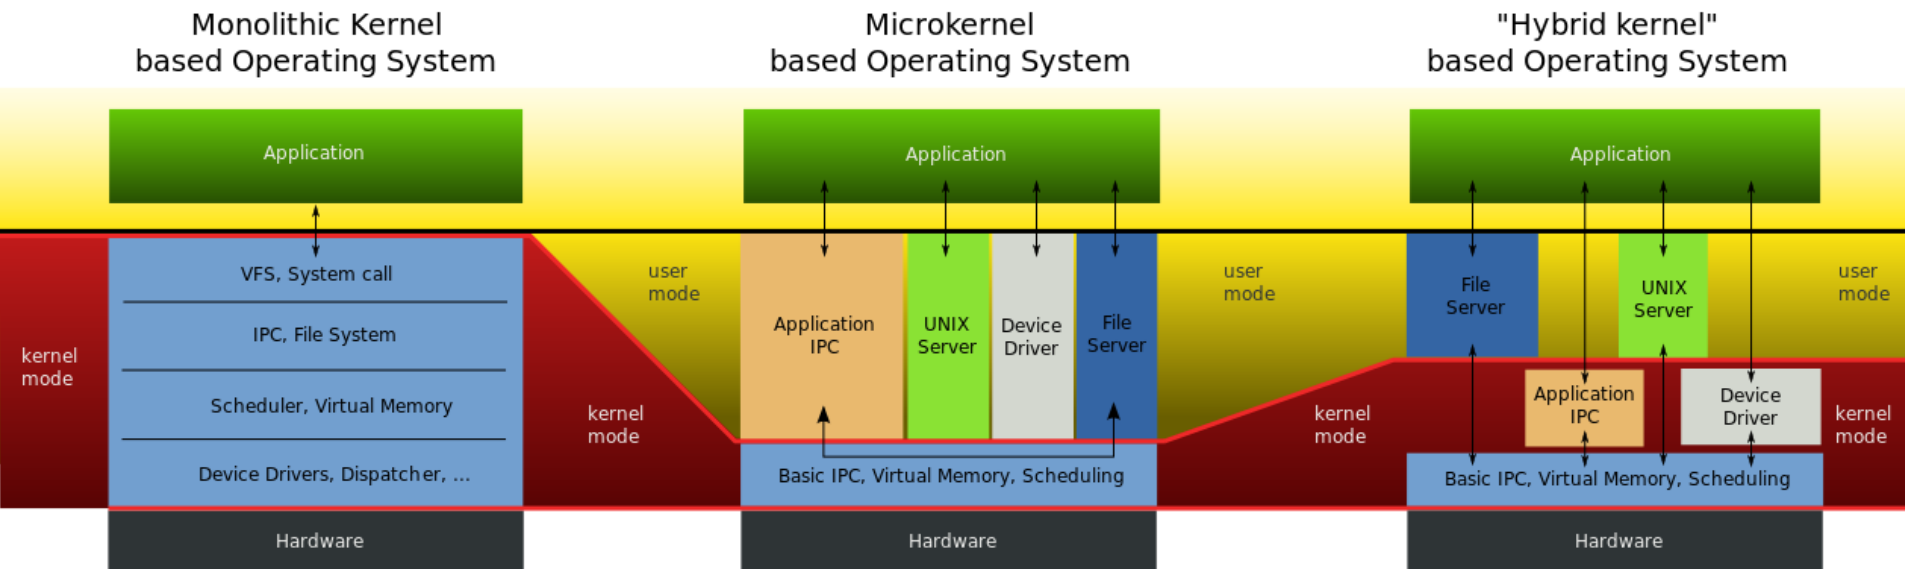 Monolithic Kernel
based Operating System
Microkernel
based Operating System
"Hybrid kernel"
based Operating System
Application
Application
Application
VFS, System call
IPC, File System
Scheduler, Virtual Memory
Device Drivers, Dispatcher, ...
kernel
mode
kernel
mode
user
mode
Application
IPC
UNIX
Server
Device
Driver
File
Server
Basic IPC, Virtual Memory, Scheduling
user
mode
kernel
mode
File
Server
UNIX
Server
user
mode
Application
IPC
Device
Driver
kernel
mode
Basic IPC, Virtual Memory, Scheduling
Hardware
Hardware
Hardware